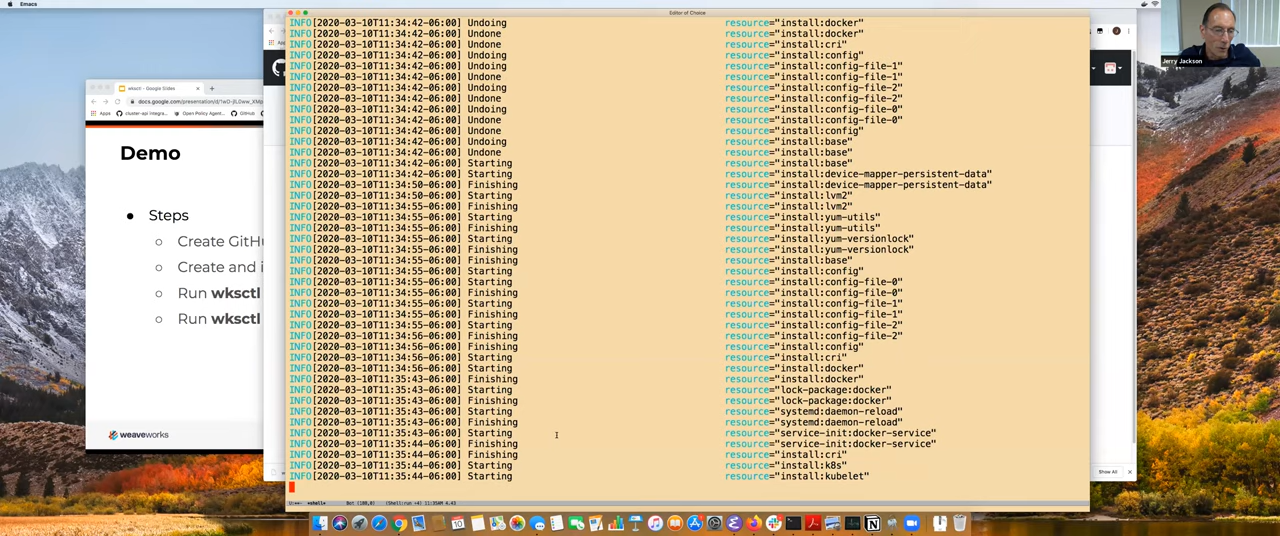 Emacs
Editor of Choice
INFO[2020-03-10T11:34:42-06:00] Undoing resource="install:docker"
INFO[2020-03-10T11:34:42-06:00] Undone resource="install:docker"
INFO[2020-03-10T11:34:42-06:00] Undone resource="install:cri"
INFO[2020-03-10T11:34:42-06:00] Undoing resource="install:config"
INFO[2020-03-10T11:34:42-06:00] Undoing resource="install:config-file-1"
INFO[2020-03-10T11:34:42-06:00] Undone resource="install:config-file-1"
INFO[2020-03-10T11:34:42-06:00] Undoing resource="install:config-file-2"
INFO[2020-03-10T11:34:42-06:00] Undone resource="install:config-file-2"
INFO[2020-03-10T11:34:42-06:00] Undoing resource="install:config-file-0"
INFO[2020-03-10T11:34:42-06:00] Undone resource="install:config-file-0"
INFO[2020-03-10T11:34:42-06:00] Undone resource="install:config"
INFO[2020-03-10T11:34:42-06:00] Undoing resource="install:base"
INFO[2020-03-10T11:34:42-06:00] Undone resource="install:base"
INFO[2020-03-10T11:34:42-06:00] Starting resource="install:base"
INFO[2020-03-10T11:34:42-06:00] Starting resource="install:device-mapper-persistent-data"
INFO[2020-03-10T11:34:50-06:00] Finishing resource="install:device-mapper-persistent-data"
INFO[2020-03-10T11:34:50-06:00] Starting resource="install:lvm2"
INFO[2020-03-10T11:34:55-06:00] Finishing resource="install:lvm2"
INFO[2020-03-10T11:34:55-06:00] Starting resource="install:yum-utils"
INFO[2020-03-10T11:34:55-06:00] Finishing resource="install:yum-utils"
INFO[2020-03-10T11:34:55-06:00] Starting resource="install:yum-versionlock"
INFO[2020-03-10T11:34:55-06:00] Finishing resource="install:yum-versionlock"
INFO[2020-03-10T11:34:55-06:00] Finishing resource="install:base"
INFO[2020-03-10T11:34:55-06:00] Starting resource="install:config"
INFO[2020-03-10T11:34:55-06:00] Starting resource="install:config-file-0"
INFO[2020-03-10T11:34:55-06:00] Finishing resource="install:config-file-0"
INFO[2020-03-10T11:34:55-06:00] Starting resource="install:config-file-1"
INFO[2020-03-10T11:34:55-06:00] Finishing resource="install:config-file-1"
INFO[2020-03-10T11:34:55-06:00] Starting resource="install:config-file-2"
INFO[2020-03-10T11:34:56-06:00] Finishing resource="install:config-file-2"
INFO[2020-03-10T11:34:56-06:00] Finishing resource="install:config"
INFO[2020-03-10T11:34:56-06:00] Starting resource="install:cri"
INFO[2020-03-10T11:34:56-06:00] Starting resource="install:docker"
INFO[2020-03-10T11:35:43-06:00] Finishing resource="install:docker"
INFO[2020-03-10T11:35:43-06:00] Starting resource="lock-package:docker"
INFO[2020-03-10T11:35:43-06:00] Finishing resource="lock-package:docker"
INFO[2020-03-10T11:35:43-06:00] Starting resource="systemd:daemon-reload"
INFO[2020-03-10T11:35:43-06:00] Finishing resource="systemd:daemon-reload"
INFO[2020-03-10T11:35:43-06:00] Starting resource="service-init:docker-service"
INFO[2020-03-10T11:35:44-06:00] Finishing resource="service-init:docker-service"
INFO[2020-03-10T11:35:44-06:00] Finishing resource="install:cri"
INFO[2020-03-10T11:35:44-06:00] Starting resource="install:k8s"
INFO[2020-03-10T11:35:44-06:00] Starting resource="install:kubelet"
wksctl - Google Slides
Apps cluster-api integra... Open Policy Agent... GitHub
Demo
● Steps
○ Create GitH
○ Create and i
○ Run wksctl
○ Run wksctl
weaveworks
Jerry Jackson
Show All